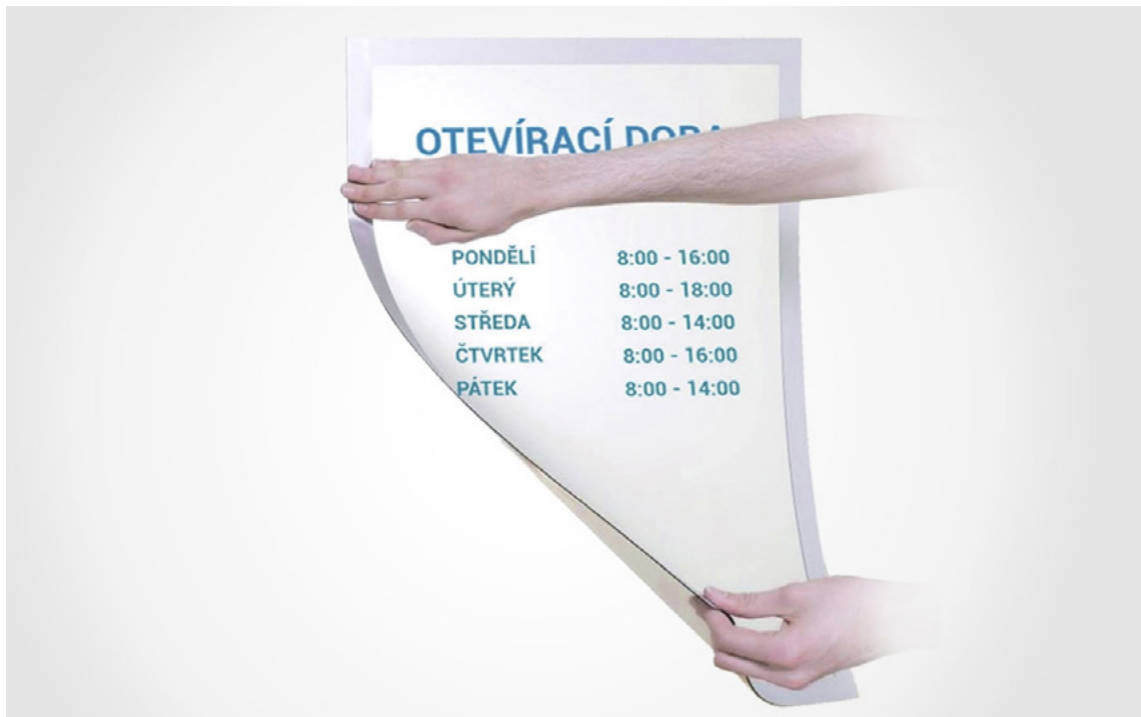 OTEVÍRACÍ
PONDĚLÍ 8:00 - 16:00
ÚTERÝ 8:00 - 18:00
STŘEDA 8:00 - 14:00
ČTVRTEK 8:00 - 16:00
PÁTEK 8:00 - 14:00